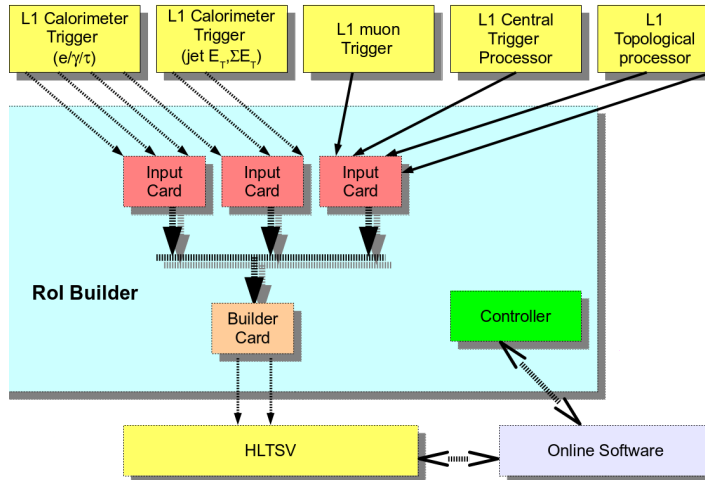 L1 Calorimeter
Trigger
(e/γ/τ)
L1 Calorimeter
Trigger
(jet E_T,ΣE_T)
L1 muon
Trigger
L1 Central
Trigger
Processor
L1
Topological
processor
Input
Card
Input
Card
Input
Card
RoI Builder
Builder
Card
Controller
HLTSV
Online Software